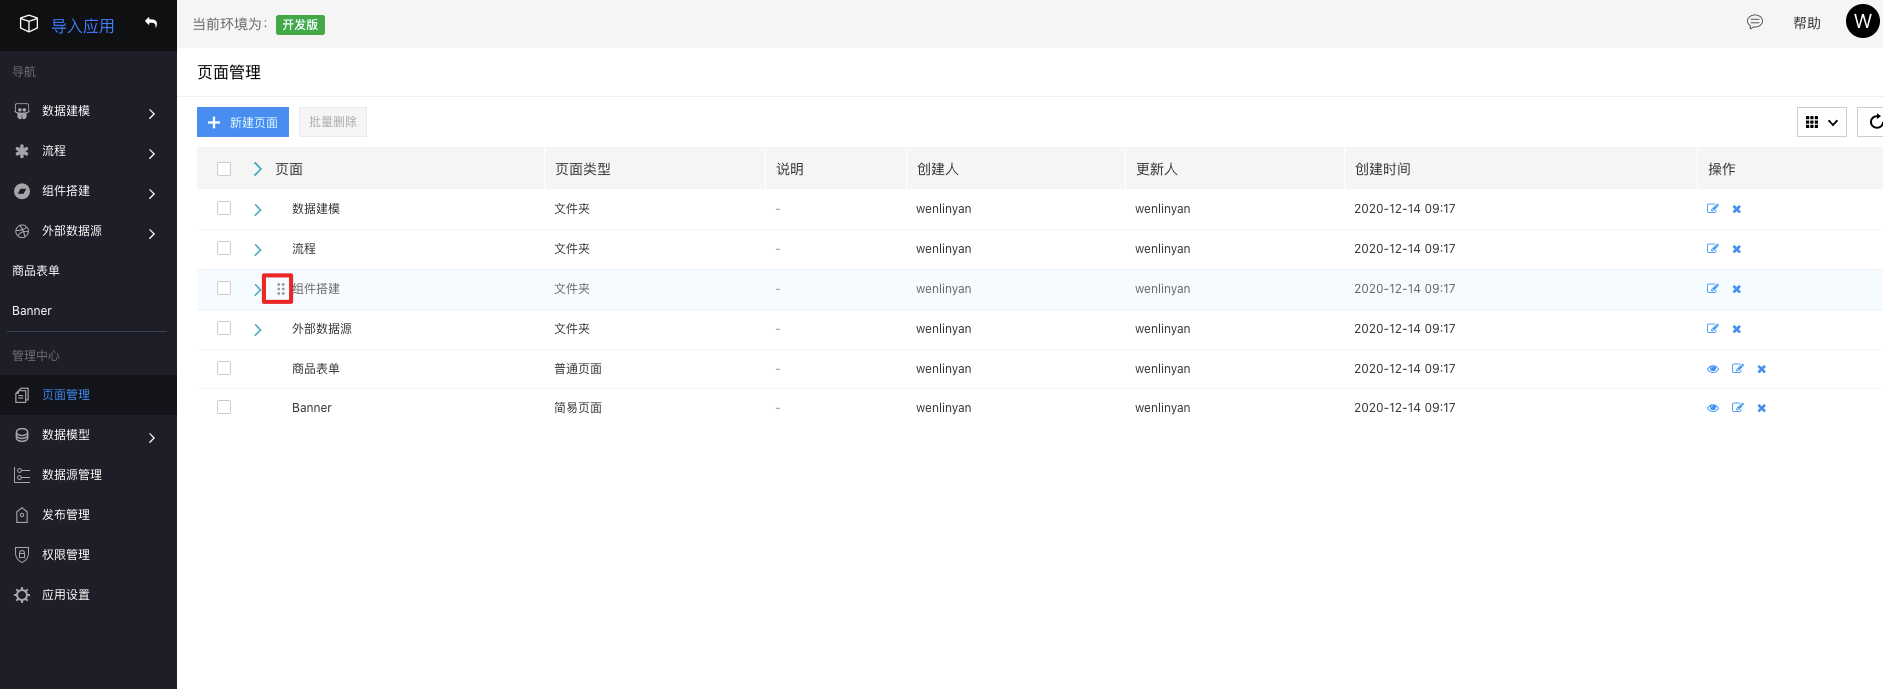 导入应用
当前环境为： 开发版
帮助
W
导航
数据建模
流程
组件搭建
外部数据源
商品表单
Banner
管理中心
页面管理
数据模型
数据源管理
发布管理
权限管理
应用设置
页面管理
新建页面 批量删除
页面 页面类型 说明 创建人 更新人 创建时间 操作
数据建模 文件夹 - wenlinyan wenlinyan 2020-12-14 09:17
流程 文件夹 - wenlinyan wenlinyan 2020-12-14 09:17
组件搭建 文件夹 - wenlinyan wenlinyan 2020-12-14 09:17
外部数据源 文件夹 - wenlinyan wenlinyan 2020-12-14 09:17
商品表单 普通页面 - wenlinyan wenlinyan 2020-12-14 09:17
Banner 简易页面 - wenlinyan wenlinyan 2020-12-14 09:17